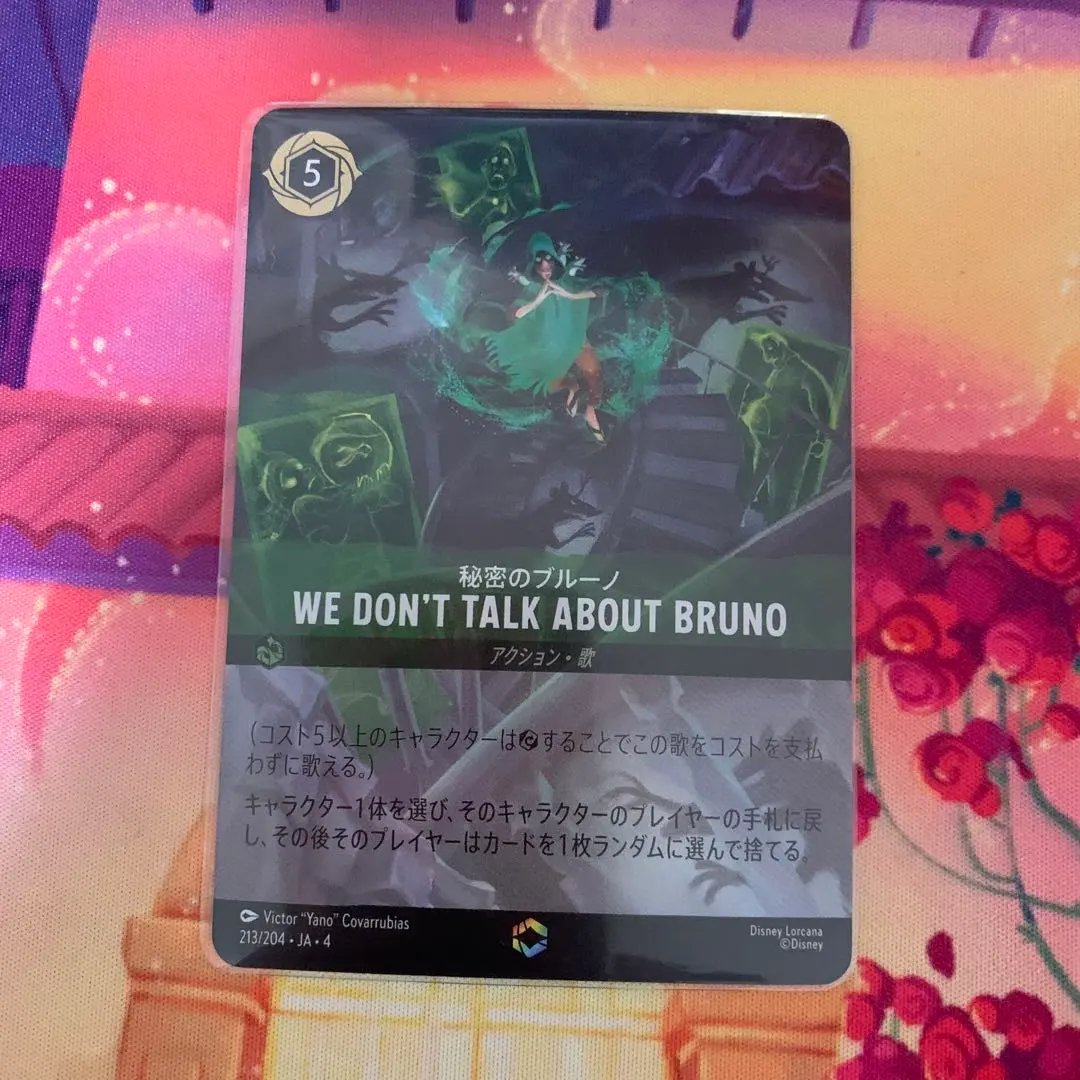 5
秘密のブルーノ
WE DON'T TALK ABOUT BRUNO
アクション・歌
(コスト5以上のキャラクターはすることでこの歌をコストを支払
わずに歌える。)
キャラクター1体を選び、そのキャラクターのプレイヤーの手札に戻
し、その後そのプレイヤーはカードを1枚ランダムに選んで捨てる。
Victor "Yano" Covarrubias
213/204 • JA • 4
Disney Lorcana
©Disney